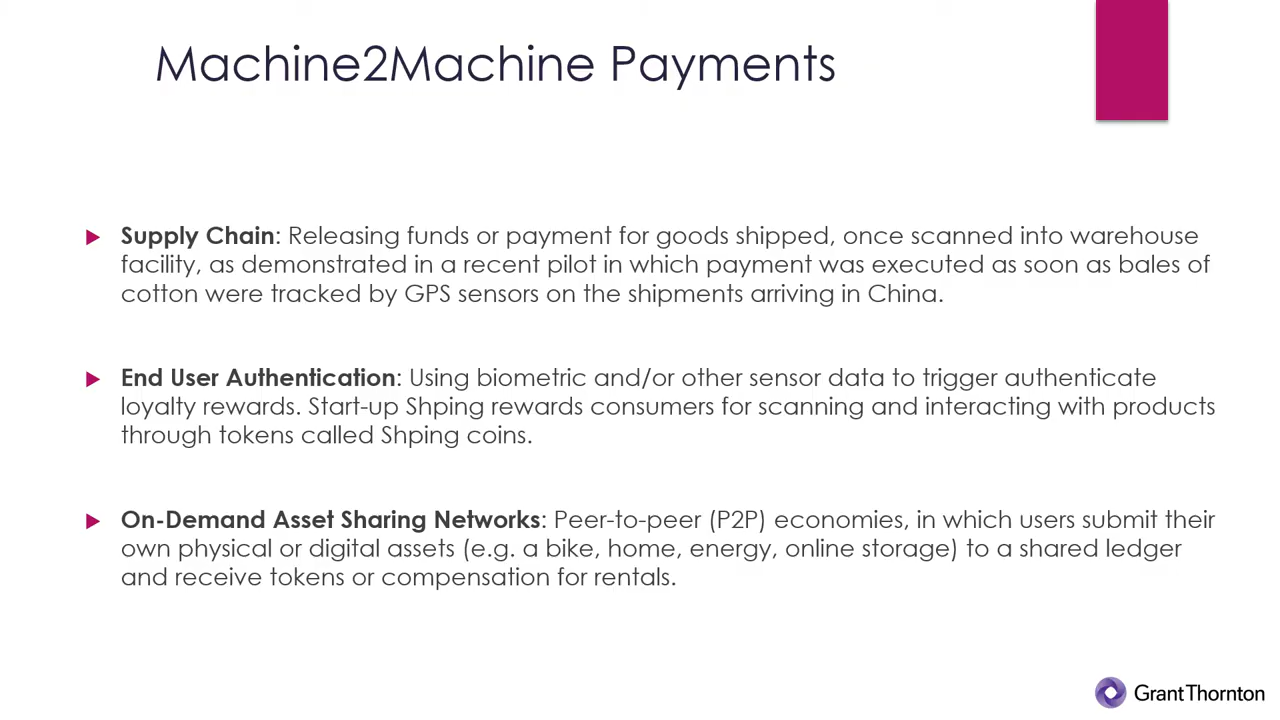 Machine2Machine Payments
Supply Chain: Releasing funds or payment for goods shipped, once scanned into warehouse
facility, as demonstrated in a recent pilot in which payment was executed as soon as bales of
cotton were tracked by GPS sensors on the shipments arriving in China.
End User Authentication: Using biometric and/or other sensor data to trigger authenticate
loyalty rewards. Start-up Shping rewards consumers for scanning and interacting with products
through tokens called Shping coins.
On-Demand Asset Sharing Networks: Peer-to-peer (P2P) economies, in which users submit their
own physical or digital assets (e.g. a bike, home, energy, online storage) to a shared ledger
and receive tokens or compensation for rentals.
GrantThornton